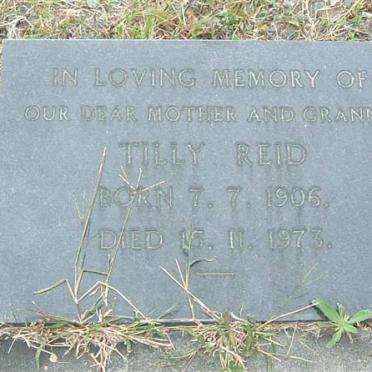 IN LOVING MEMORY OF
OUR DEAR MOTHER AND GRANN
TILLY REID
BORN 7. 7. 1906.
DIED 15. 11. 1973.